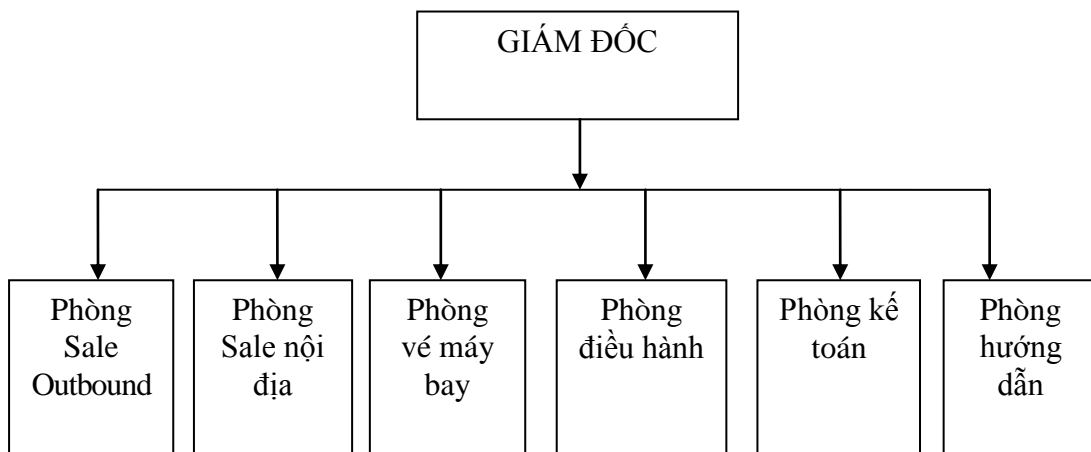 GIÁM ĐỐC
Phòng
Sale
Outbound
Phòng
Sale nội
địa
Phòng
vé máy
bay
Phòng
điều hành
Phòng kế
toán
Phòng
hướng
dẫn